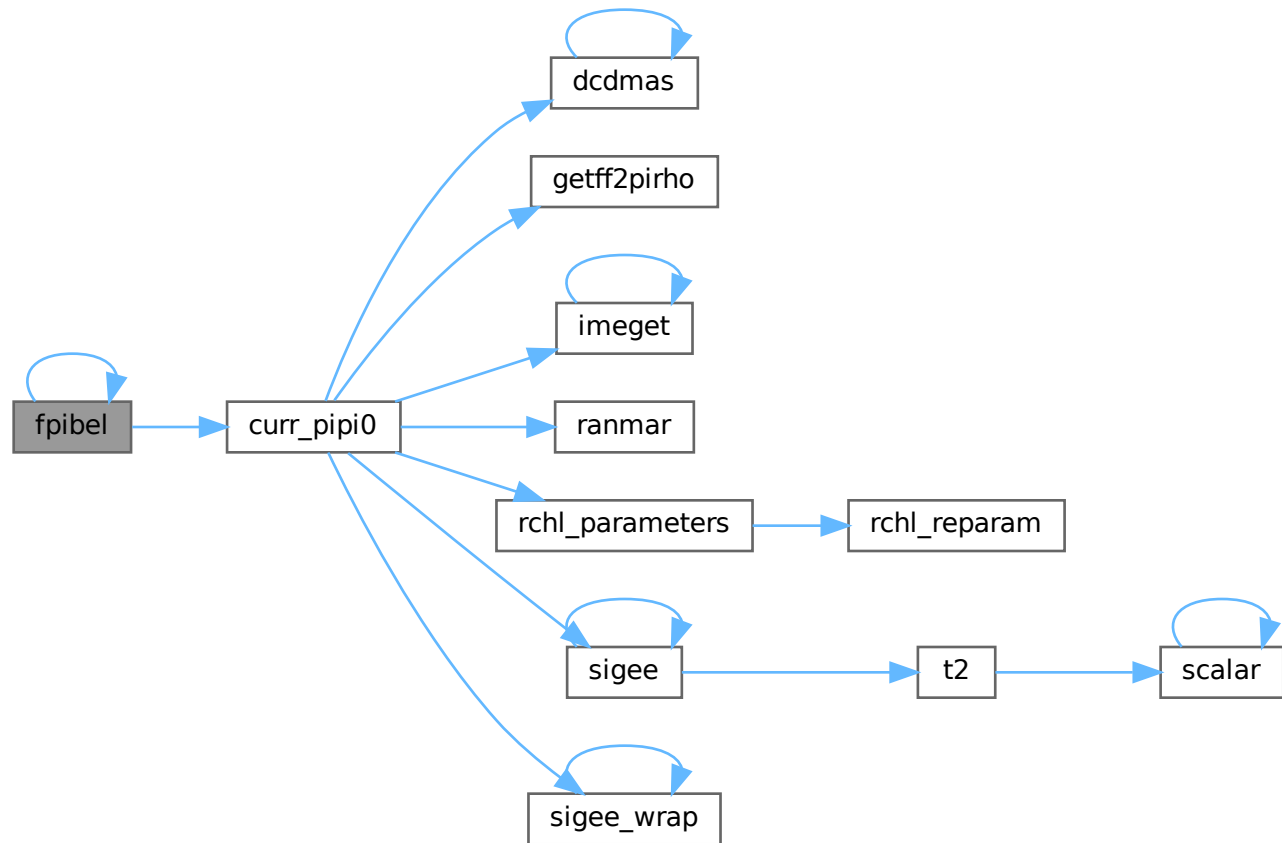 dcdmas
getff2pirho
imeget
fpibel
curr_pipi0
ranmar
rchl_parameters
rchl_reparam
sigee
t2
scalar
sigee_wrap